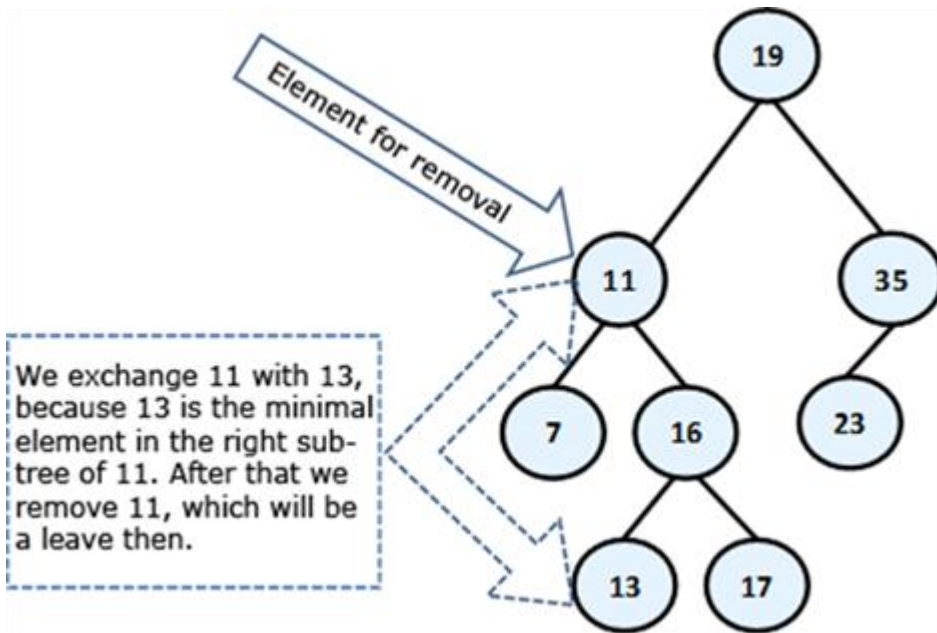 19
Element for removal
11
35
We exchange 11 with 13,
because 13 is the minimal
element in the right sub-
tree of 11. After that we
remove 11, which will be
a leave then.
7
16
23
13
17